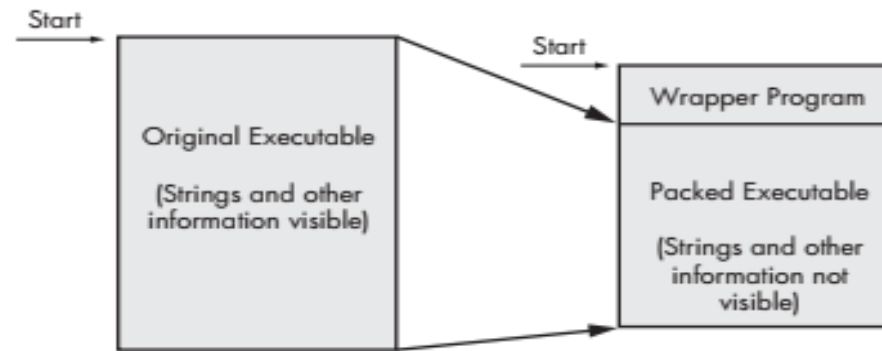 Start
Original Executable
(Strings and other
information visible)
Start
Wrapper Program
Packed Executable
(Strings and other
information not
visible)